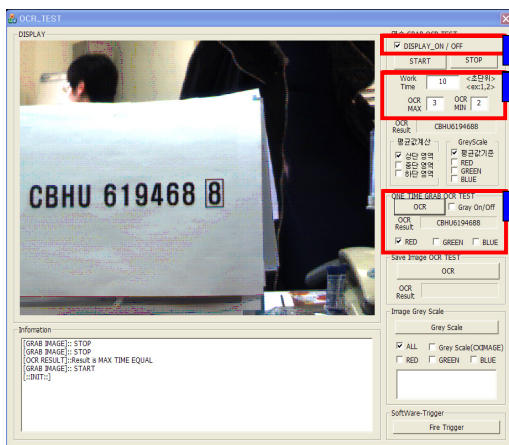 OCR_TEST
DISPLAY
CBHU 619468 8
GRAB OCR TEST
DISPLAY_ON / OFF
START STOP
Work Time 10 <초단위> <ex:1,2>
OCR MAX 3 OCR MIN 2
OCR Result CBHU6194688
평균값계산
상단 영역
중단 영역
하단 영역
GreyScale
평균값기준
RED
GREEN
BLUE
ONE TIME GRAB OCR TEST
OCR Gray On/Off
OCR Result CBHU6194688
RED GREEN BLUE
Save Image OCR TEST
OCR
OCR Result
Image Grey Scale
Grey Scale
ALL Grey Scale(CXIMAGE)
RED GREEN BLUE
SoftWare-Trigger
Fire Trigger
Infomation
[GRAB IMAGE]:: STOP
[GRAB IMAGE]:: STOP
[OCR RESULT]::Result is MAX TIME EQUAL
[GRAB IMAGE]:: START
[::INIT::]